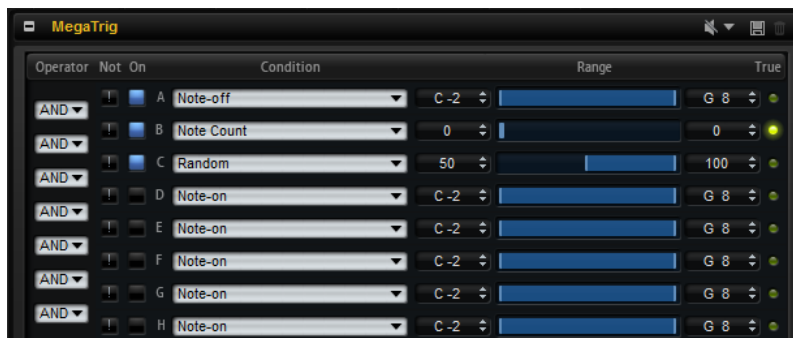 MegaTrig
Operator Not On Condition Range True
! A Note-off C -2 G 8
AND
! B Note Count 0 0
AND
! C Random 50 100
AND
! D Note-on C -2 G 8
AND
! E Note-on C -2 G 8
AND
! F Note-on C -2 G 8
AND
! G Note-on C -2 G 8
AND
! H Note-on C -2 G 8